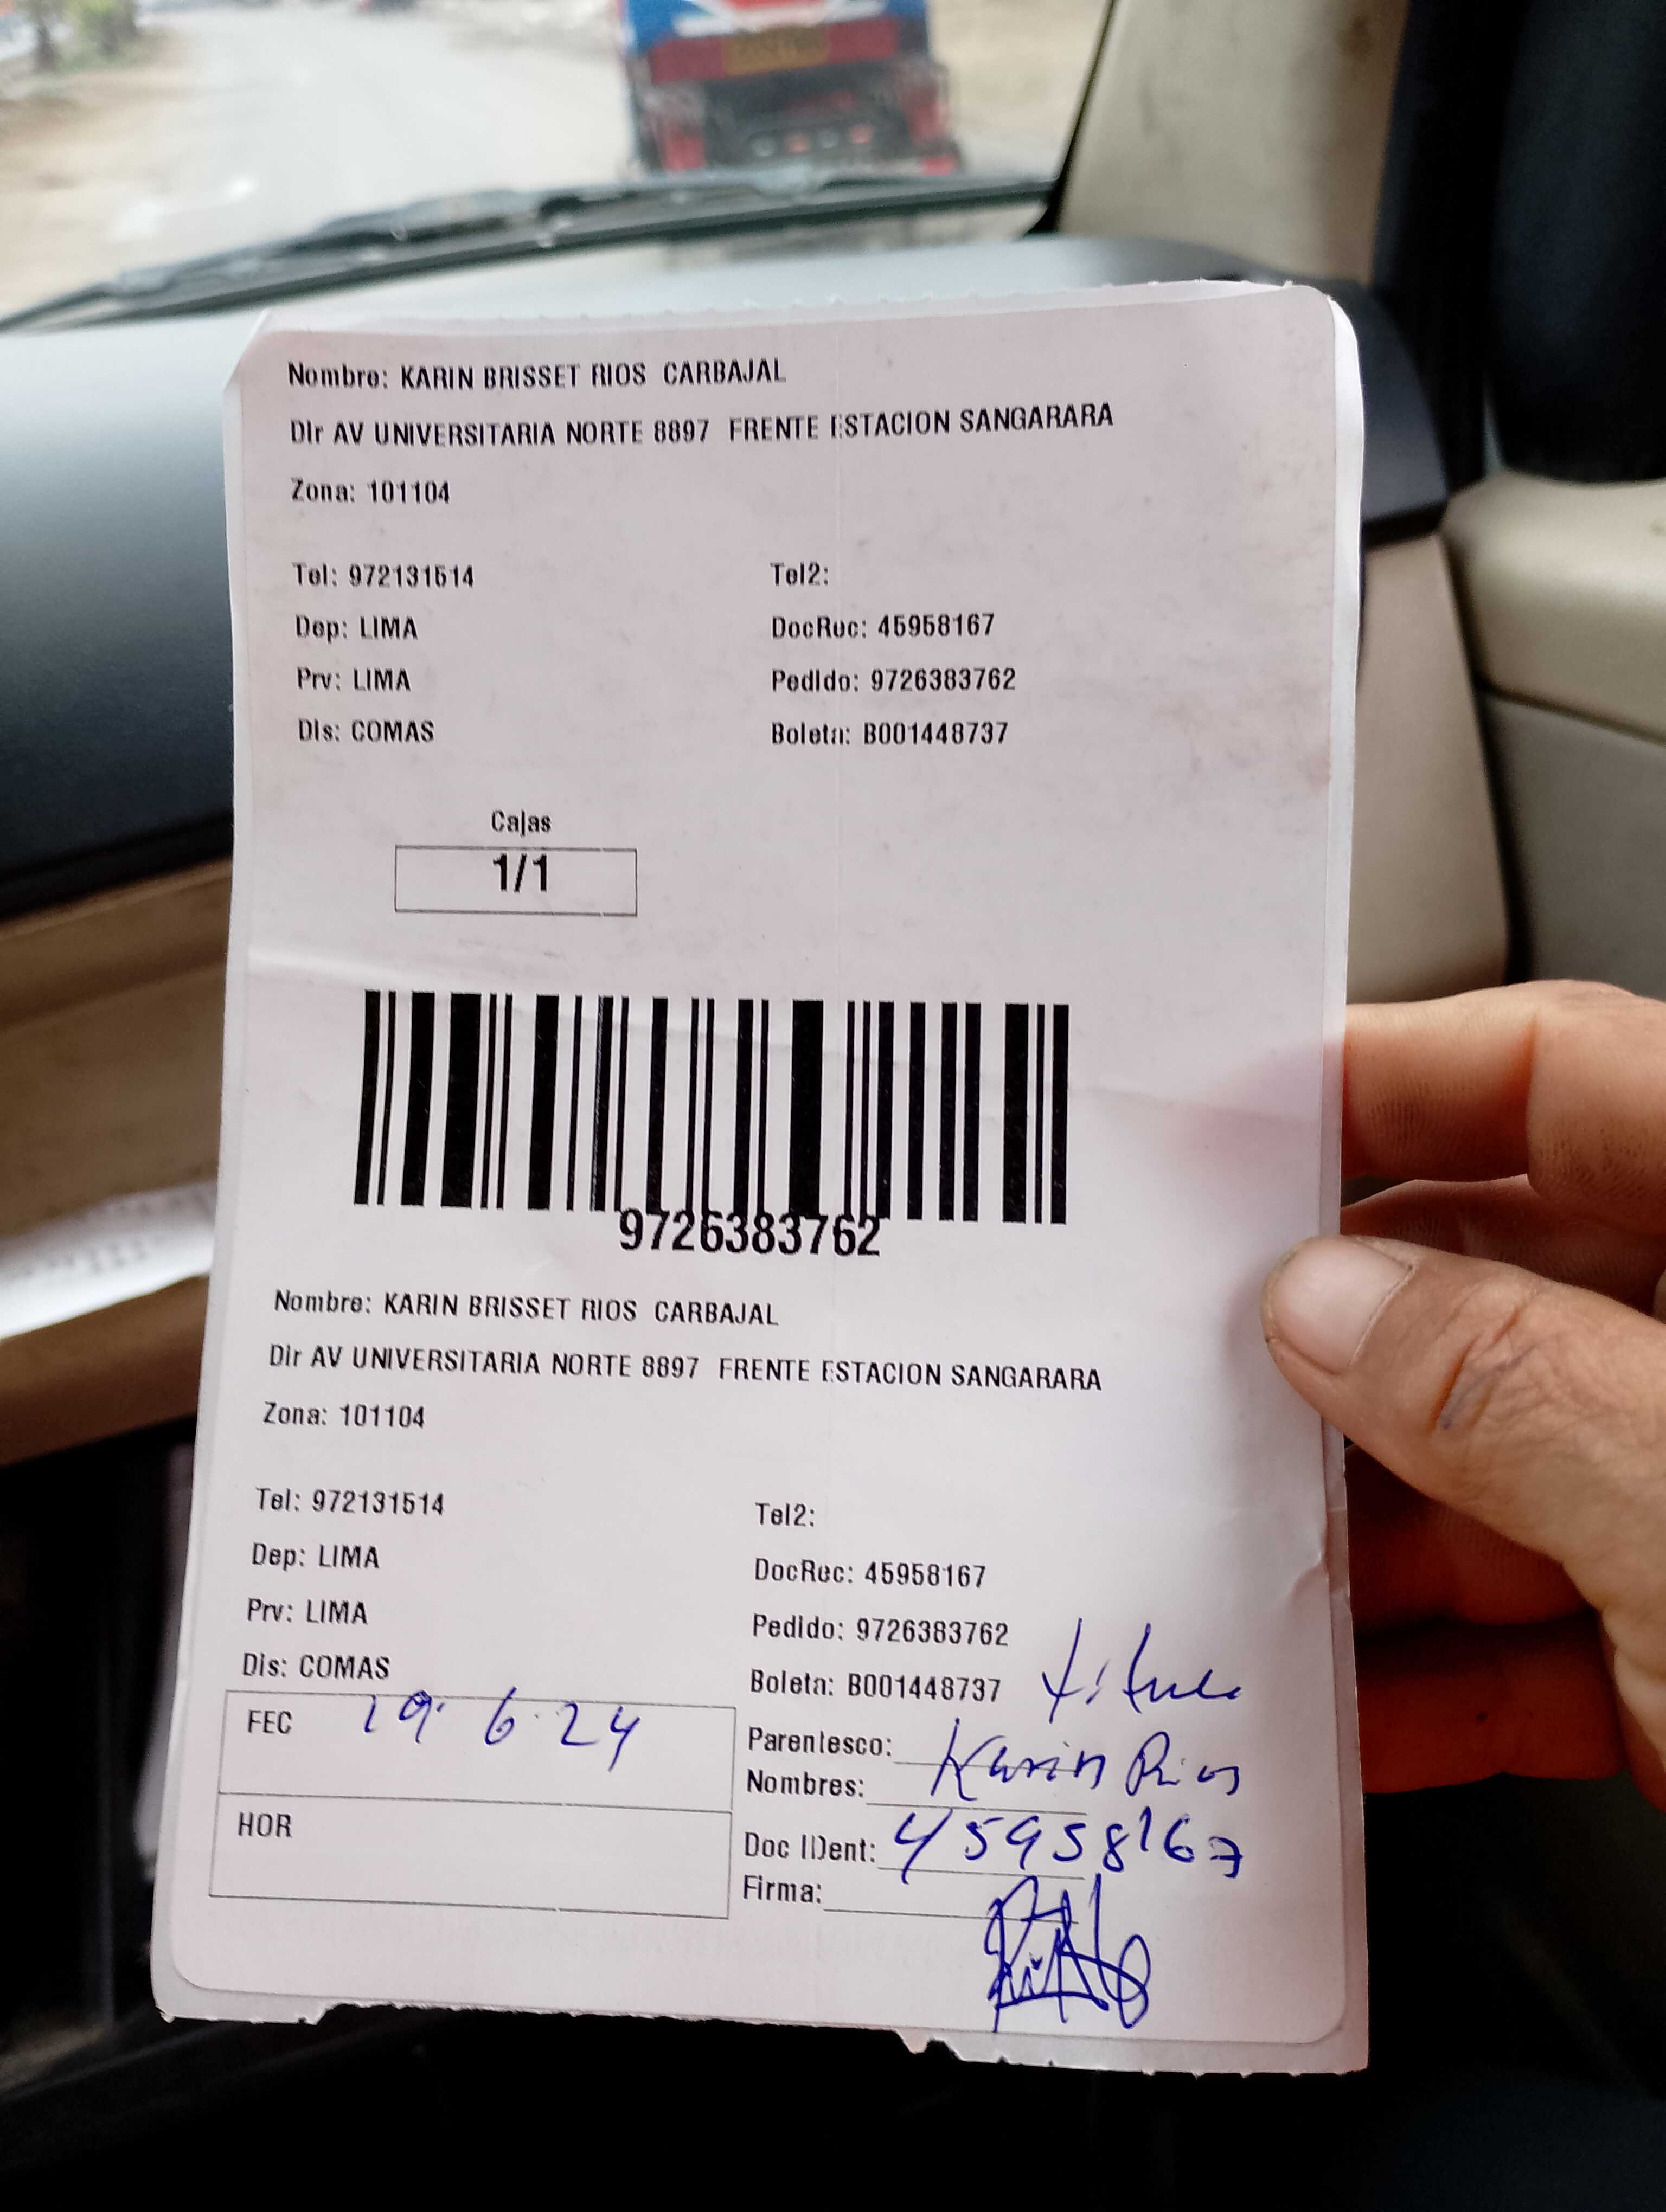 Nombre: KARIN BRISSET RIOS CARBAJAL
Dir AV UNIVERSITARIA NORTE 8897 FRENTE ESTACION SANGARARA
Zona: 101104
Tel: 972131514 Tel2:
Dep: LIMA DocRec: 45958167
Prv: LIMA Pedido: 9726383762
Dis: COMAS Boleta: B001448737
Cajas
1/1
9726383762
Nombre: KARIN BRISSET RIOS CARBAJAL
Dir AV UNIVERSITARIA NORTE 8897 FRENTE ESTACION SANGARARA
Zona: 101104
Tel: 972131514 Tel2:
Dep: LIMA DocRec: 45958167
Prv: LIMA Pedido: 9726383762
Dis: COMAS Boleta: B001448737
FEC 19·6·24 Parentesco:
Nombres: Karin Rios
HOR Doc IDent: 45958167
Firma: